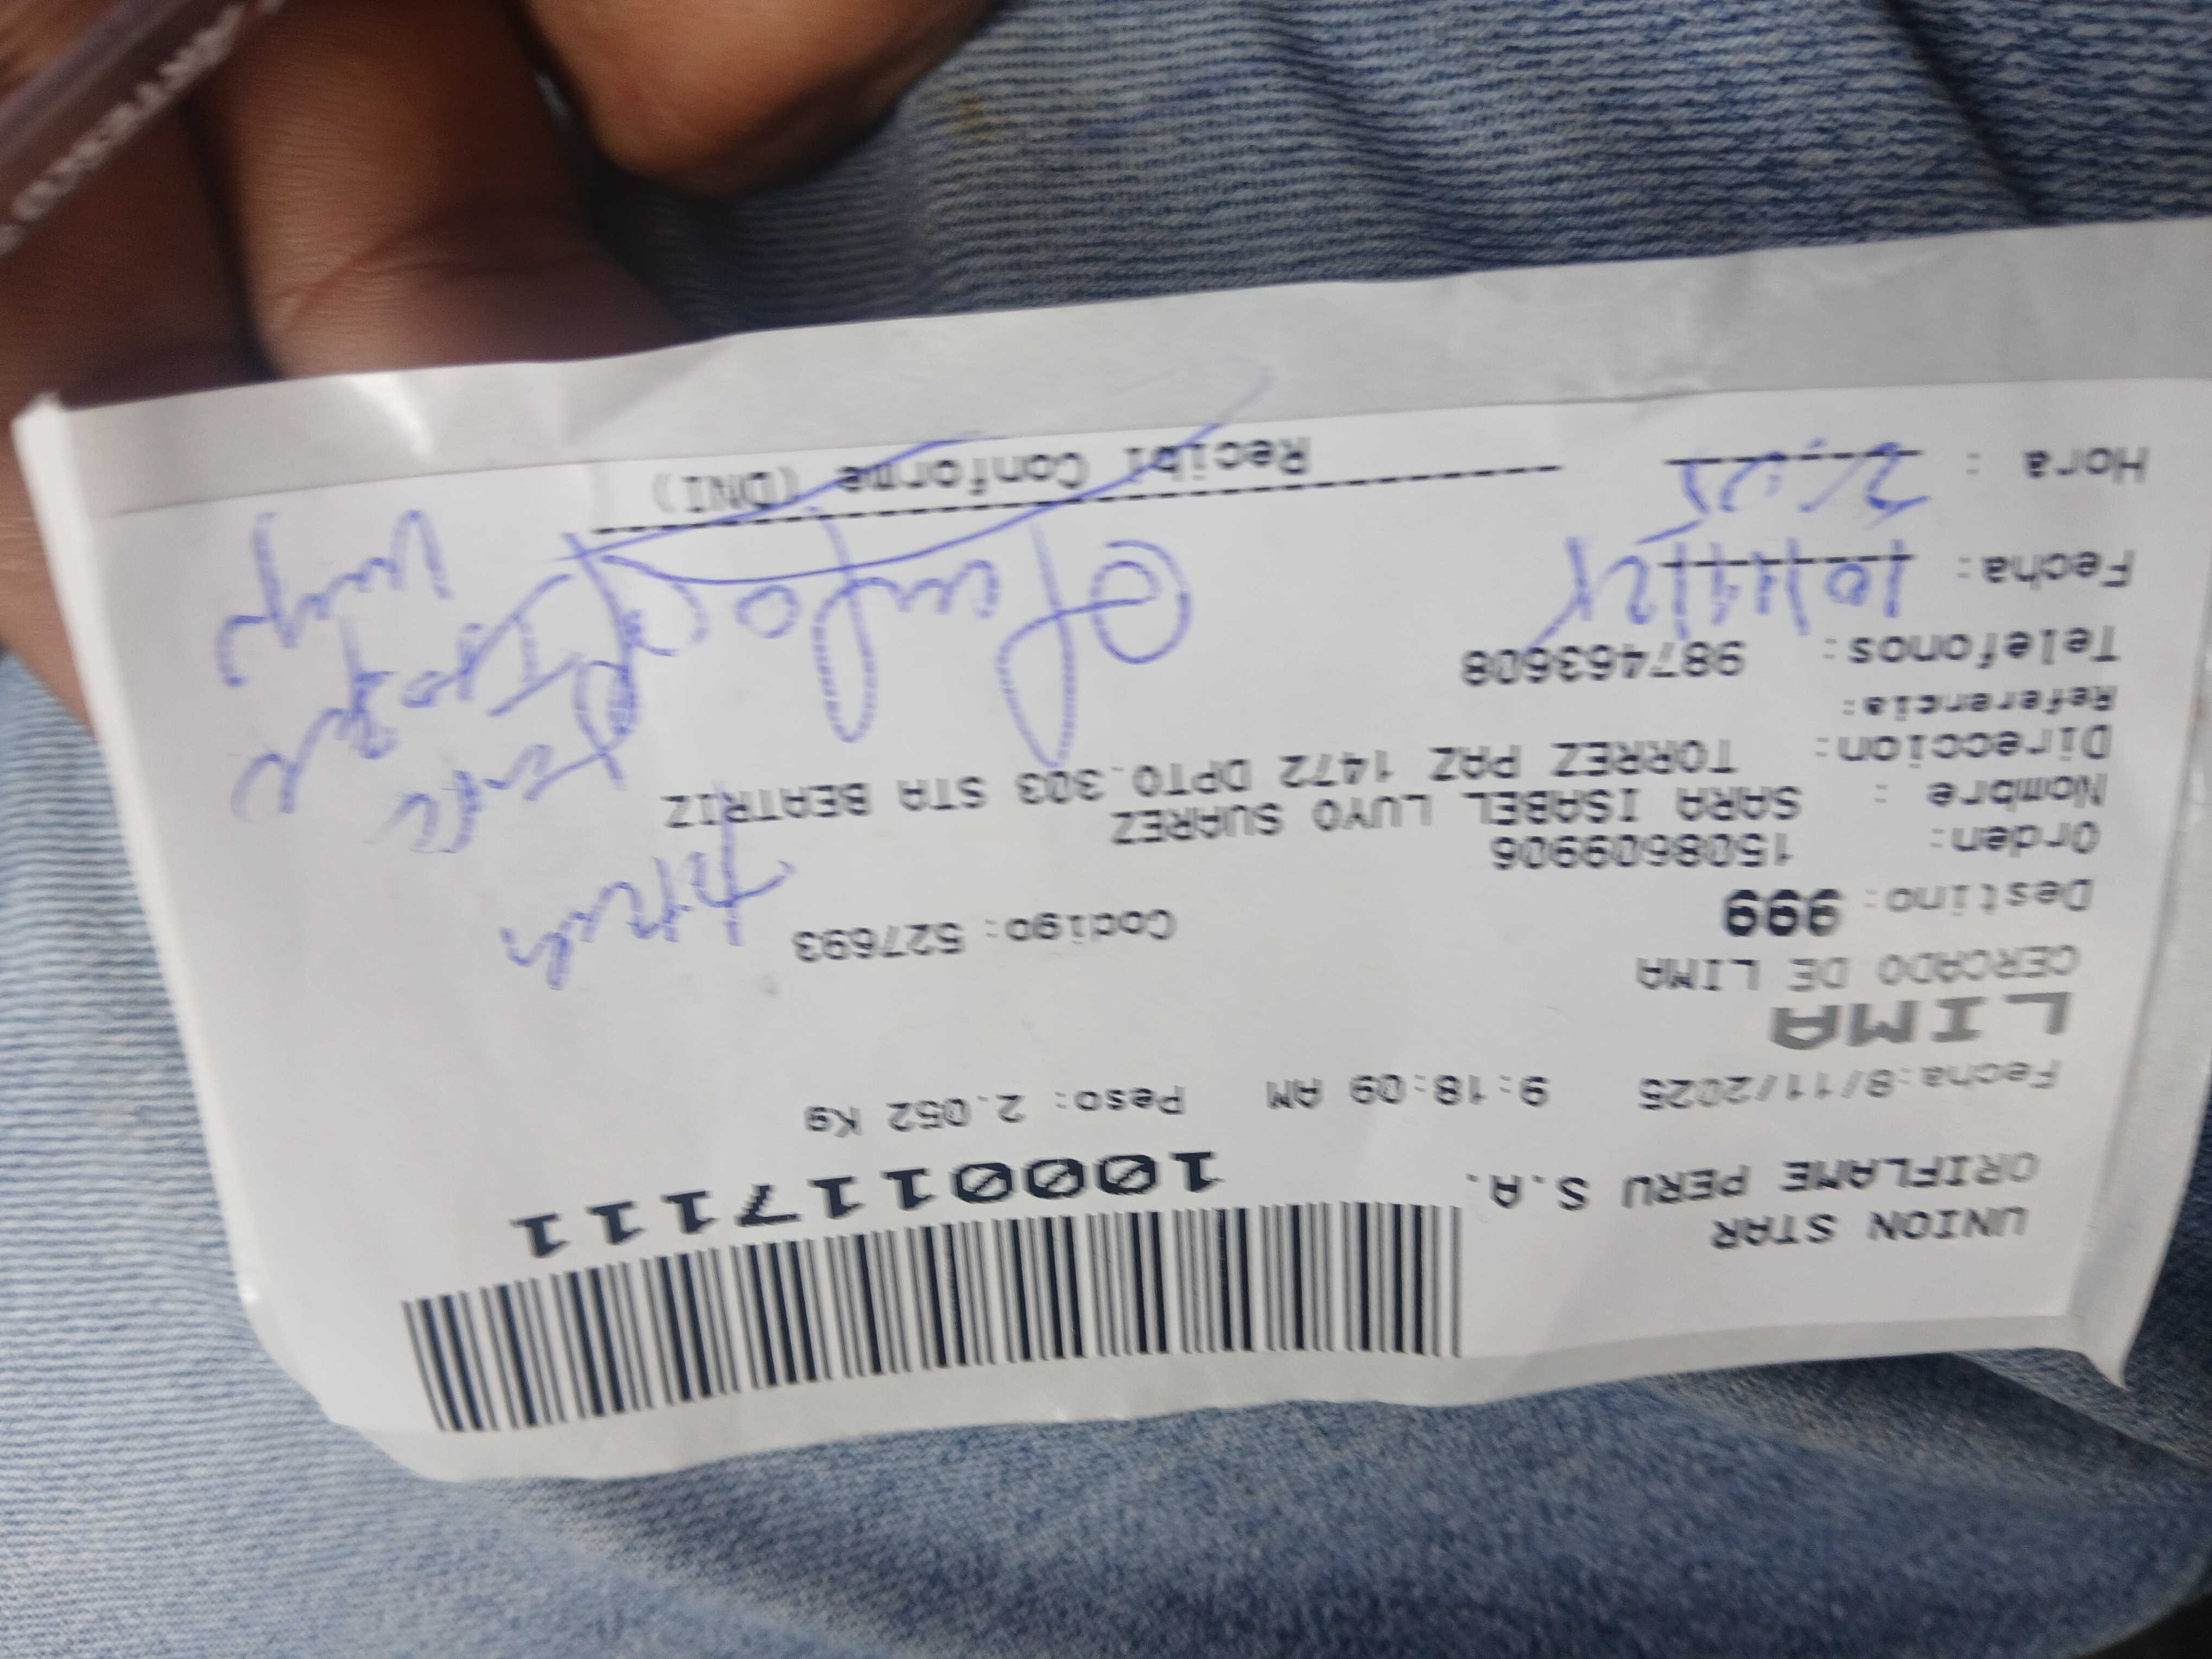 UNION STAR
ORIFLAME PERU S.A.
1000117111
Fecha:8/11/2025 9:18:09 AM Peso: 2.052 Kg
LIMA
CERCADO DE LIMA
Destino: 999 Codigo: 527693
Orden: 1508609906
Nombre : SARA ISABEL LUYO SUAREZ
Direccion: TORREZ PAZ 1472 DPTO.303 STA BEATRIZ
Referencia:
Telefonos: 987463608
Fecha: 10/11/25
Hora :
Recibi Conforme (DNI)